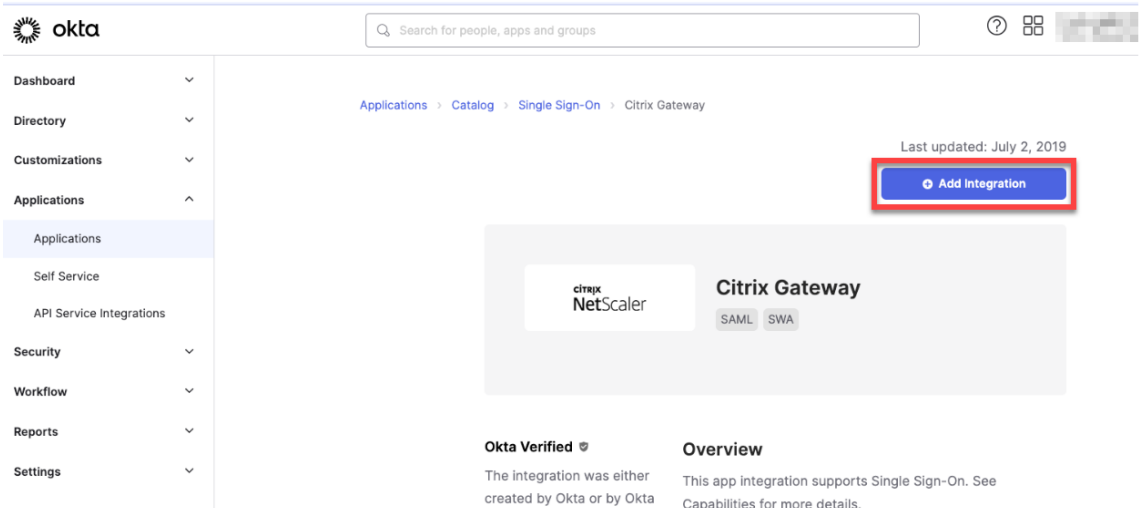 okta
Search for people, apps and groups
Dashboard
Directory
Customizations
Applications
Applications
Self Service
API Service Integrations
Security
Workflow
Reports
Settings
Applications > Catalog > Single Sign-On > Citrix Gateway
Last updated: July 2, 2019
Add Integration
CITRIX
NetScaler
Citrix Gateway
SAML SWA
Okta Verified
The integration was either
created by Okta or by Okta
Overview
This app integration supports Single Sign-On. See
Capabilities for more details.